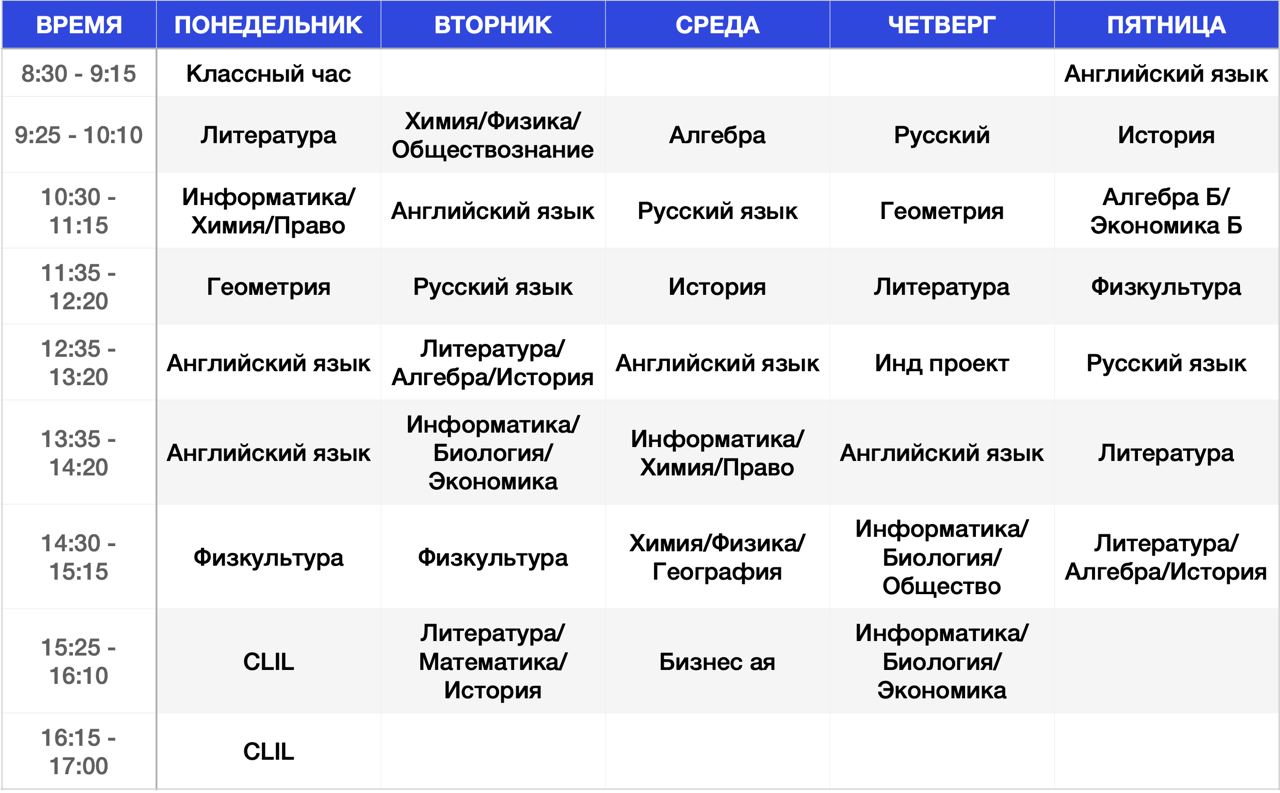 ВРЕМЯ ПОНЕДЕЛЬНИК ВТОРНИК СРЕДА ЧЕТВЕРГ ПЯТНИЦА
8:30 - 9:15 Классный час Английский язык
9:25 - 10:10 Литература Химия/Физика/ Обществознание Алгебра Русский История
10:30 - 11:15 Информатика/ Химия/Право Английский язык Русский язык Геометрия Алгебра Б/ Экономика Б
11:35 - 12:20 Геометрия Русский язык История Литература Физкультура
12:35 - 13:20 Английский язык Литература/ Алгебра/История Английский язык Инд проект Русский язык
13:35 - 14:20 Английский язык Информатика/ Биология/ Экономика Информатика/ Химия/Право Английский язык Литература
14:30 - 15:15 Физкультура Физкультура Химия/Физика/ География Информатика/ Биология/ Общество Литература/ Алгебра/История
15:25 - 16:10 CLIL Литература/ Математика/ История Бизнес ая Информатика/ Биология/ Экономика
16:15 - 17:00 CLIL